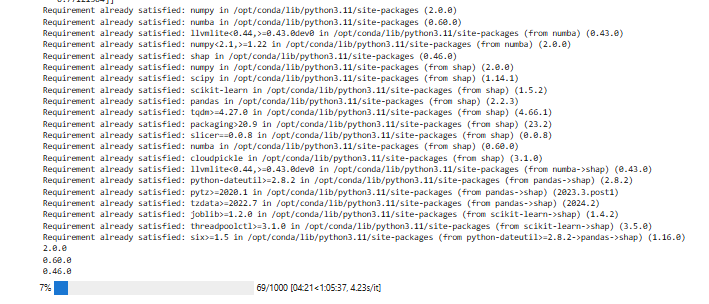 Requirement already satisfied: numpy in /opt/conda/lib/python3.11/site-packages (2.0.0)
Requirement already satisfied: numba in /opt/conda/lib/python3.11/site-packages (0.60.0)
Requirement already satisfied: llvmlite<0.44,>=0.43.0dev0 in /opt/conda/lib/python3.11/site-packages (from numba) (0.43.0)
Requirement already satisfied: numpy<2.1,>=1.22 in /opt/conda/lib/python3.11/site-packages (from numba) (2.0.0)
Requirement already satisfied: shap in /opt/conda/lib/python3.11/site-packages (0.46.0)
Requirement already satisfied: numpy in /opt/conda/lib/python3.11/site-packages (from shap) (2.0.0)
Requirement already satisfied: scipy in /opt/conda/lib/python3.11/site-packages (from shap) (1.14.1)
Requirement already satisfied: scikit-learn in /opt/conda/lib/python3.11/site-packages (from shap) (1.5.2)
Requirement already satisfied: pandas in /opt/conda/lib/python3.11/site-packages (from shap) (2.2.3)
Requirement already satisfied: tqdm>=4.27.0 in /opt/conda/lib/python3.11/site-packages (from shap) (4.66.1)
Requirement already satisfied: packaging>20.9 in /opt/conda/lib/python3.11/site-packages (from shap) (23.2)
Requirement already satisfied: slicer==0.0.8 in /opt/conda/lib/python3.11/site-packages (from shap) (0.0.8)
Requirement already satisfied: numba in /opt/conda/lib/python3.11/site-packages (from shap) (0.60.0)
Requirement already satisfied: cloudpickle in /opt/conda/lib/python3.11/site-packages (from shap) (3.1.0)
Requirement already satisfied: llvmlite<0.44,>=0.43.0dev0 in /opt/conda/lib/python3.11/site-packages (from numba->shap) (0.43.0)
Requirement already satisfied: python-dateutil>=2.8.2 in /opt/conda/lib/python3.11/site-packages (from pandas->shap) (2.8.2)
Requirement already satisfied: pytz>=2020.1 in /opt/conda/lib/python3.11/site-packages (from pandas->shap) (2023.3.post1)
Requirement already satisfied: tzdata>=2022.7 in /opt/conda/lib/python3.11/site-packages (from pandas->shap) (2024.2)
Requirement already satisfied: joblib>=1.2.0 in /opt/conda/lib/python3.11/site-packages (from scikit-learn->shap) (1.4.2)
Requirement already satisfied: threadpoolctl>=3.1.0 in /opt/conda/lib/python3.11/site-packages (from scikit-learn->shap) (3.5.0)
Requirement already satisfied: six>=1.5 in /opt/conda/lib/python3.11/site-packages (from python-dateutil>=2.8.2->pandas->shap) (1.16.0)
2.0.0
0.60.0
0.46.0
7% 69/1000 [04:21<1:05:37, 4.23s/it]